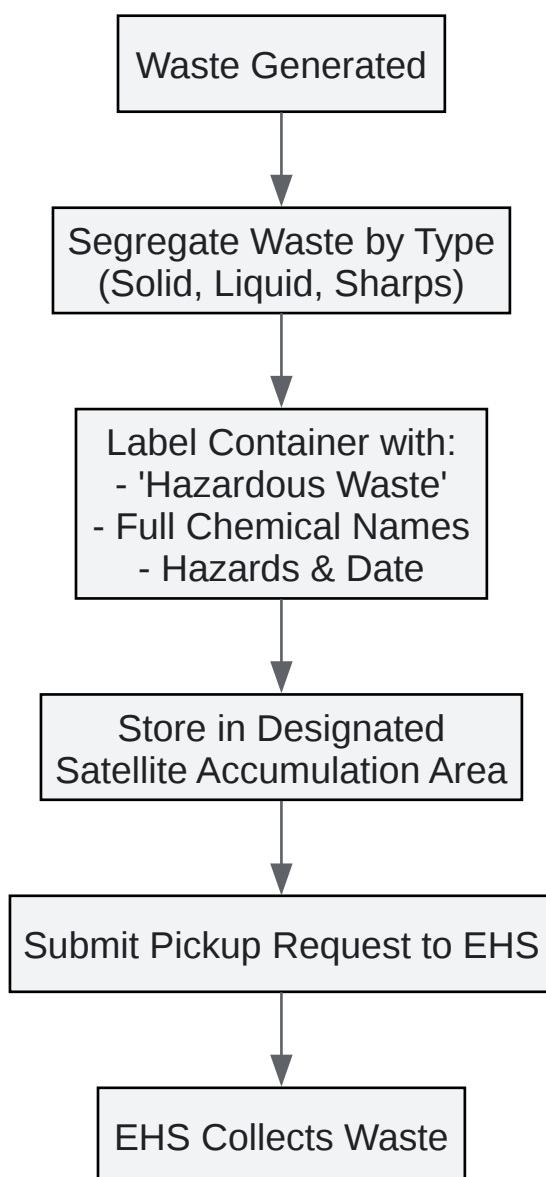 Waste Generated
Segregate Waste by Type
(Solid, Liquid, Sharps)
Label Container with:
- 'Hazardous Waste'
- Full Chemical Names
- Hazards & Date
Store in Designated
Satellite Accumulation Area
Submit Pickup Request to EHS
EHS Collects Waste